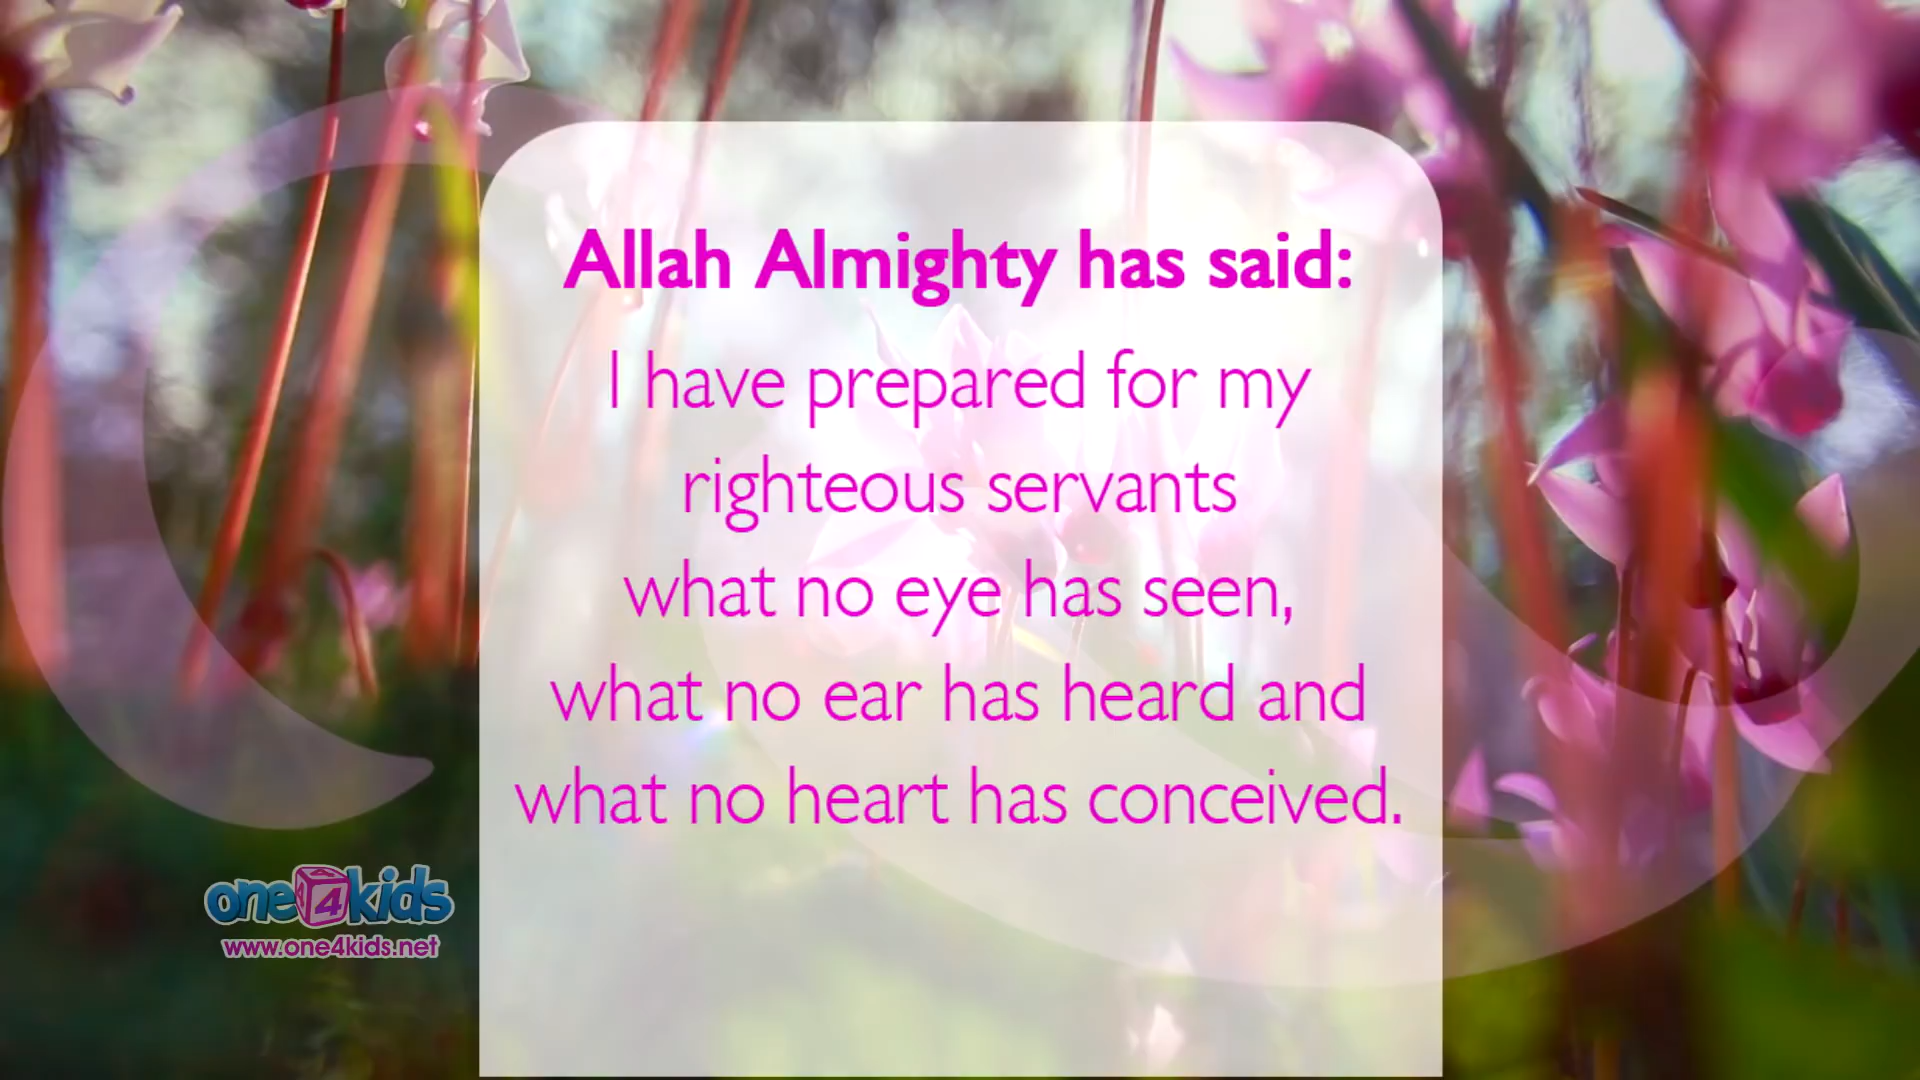 Allah Almighty has said:
I have prepared for my
righteous servants
what no eye has seen,
what no ear has heard and
what no heart has conceived.
one4kids
www.one4kids.net